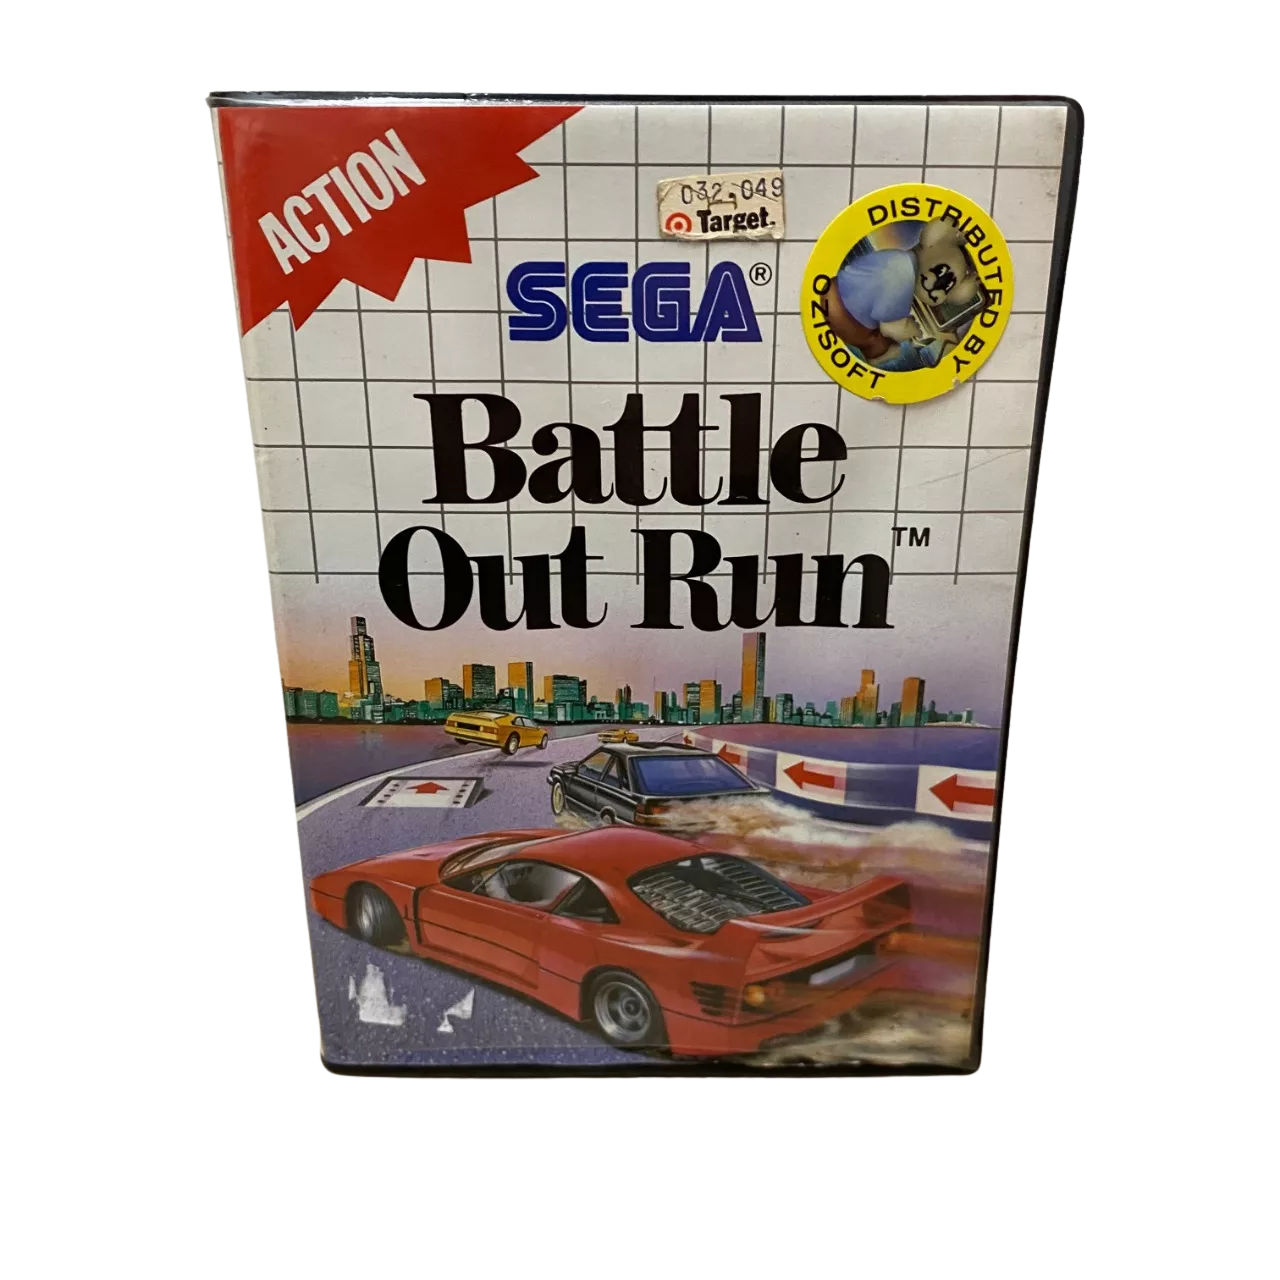 ACTION
032.049
Target.
DISTRIBUTED BY
OZISOFT
SEGA®
Battle
Out Run™